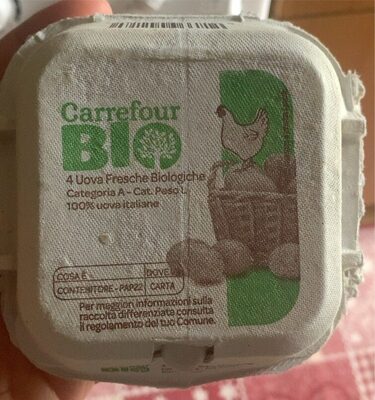 Carrefour
BIO
4 Uova Fresche Biologiche
Categoria A - Cat. Peso L
100% uova italiane
COSA È DOVE
CONTENITORE - PAP22 CARTA
Per maggiori informazioni sulla
raccolta differenziata consulta
il regolamento del tuo Comune.